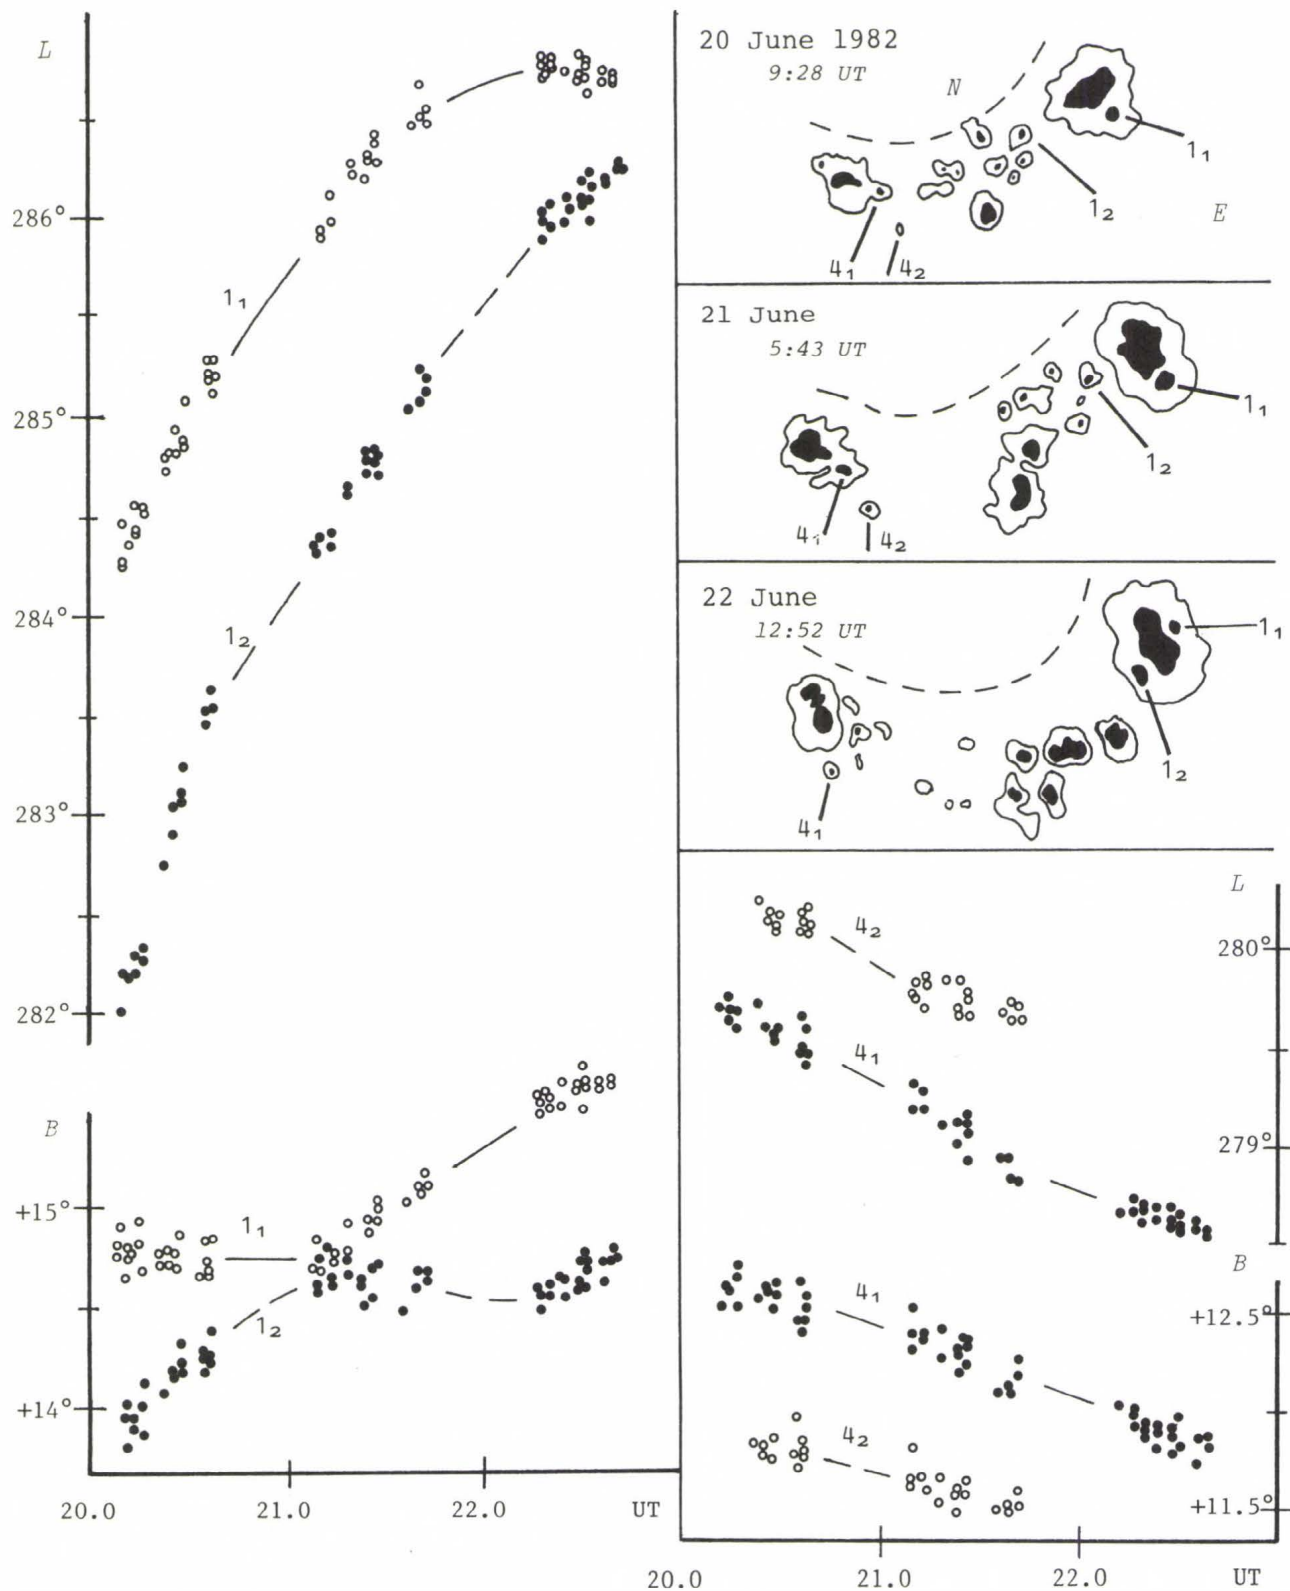 L
286°
285°
284°
283°
282°
1₁
1₂
B
+15°
+14°
1₁
1₂
20.0 21.0 22.0 UT
20 June 1982
9:28 UT
N
E
1₁
1₂
4₁ 4₂
21 June
5:43 UT
1₁
1₂
4₁ 4₂
22 June
12:52 UT
1₁
1₂
4₁
L
280°
279°
4₂
4₁
B
+12.5°
+11.5°
4₁
4₂
20.0 21.0 22.0 UT